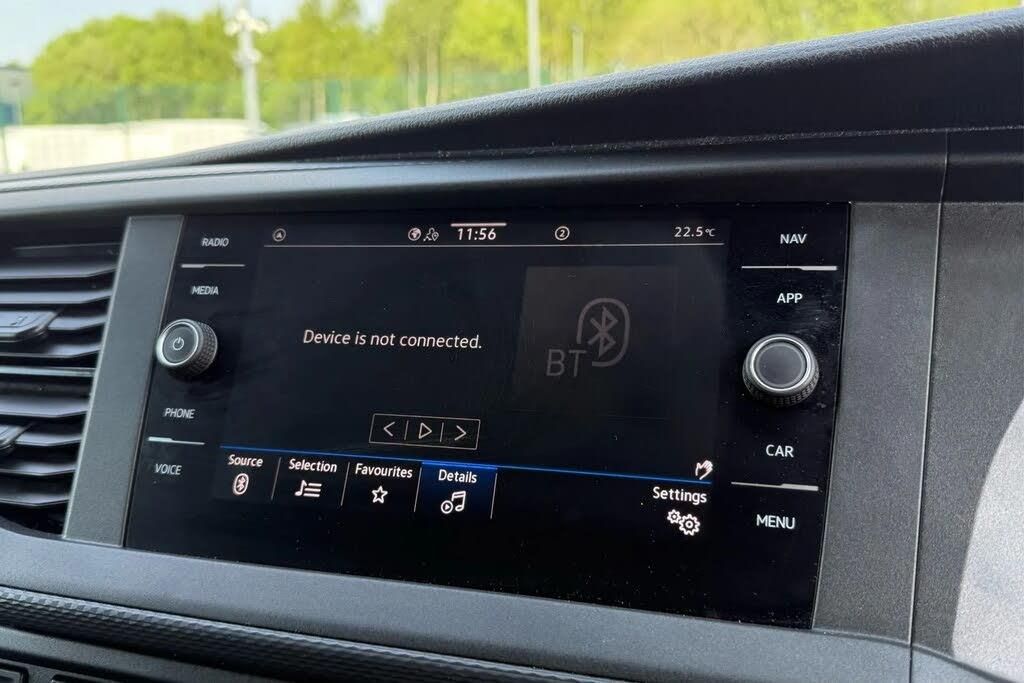 RADIO
MEDIA
PHONE
VOICE
11:56
2
22.5°C
Device is not connected.
BT
Source
Selection
Favourites
Details
Settings
NAV
APP
CAR
MENU